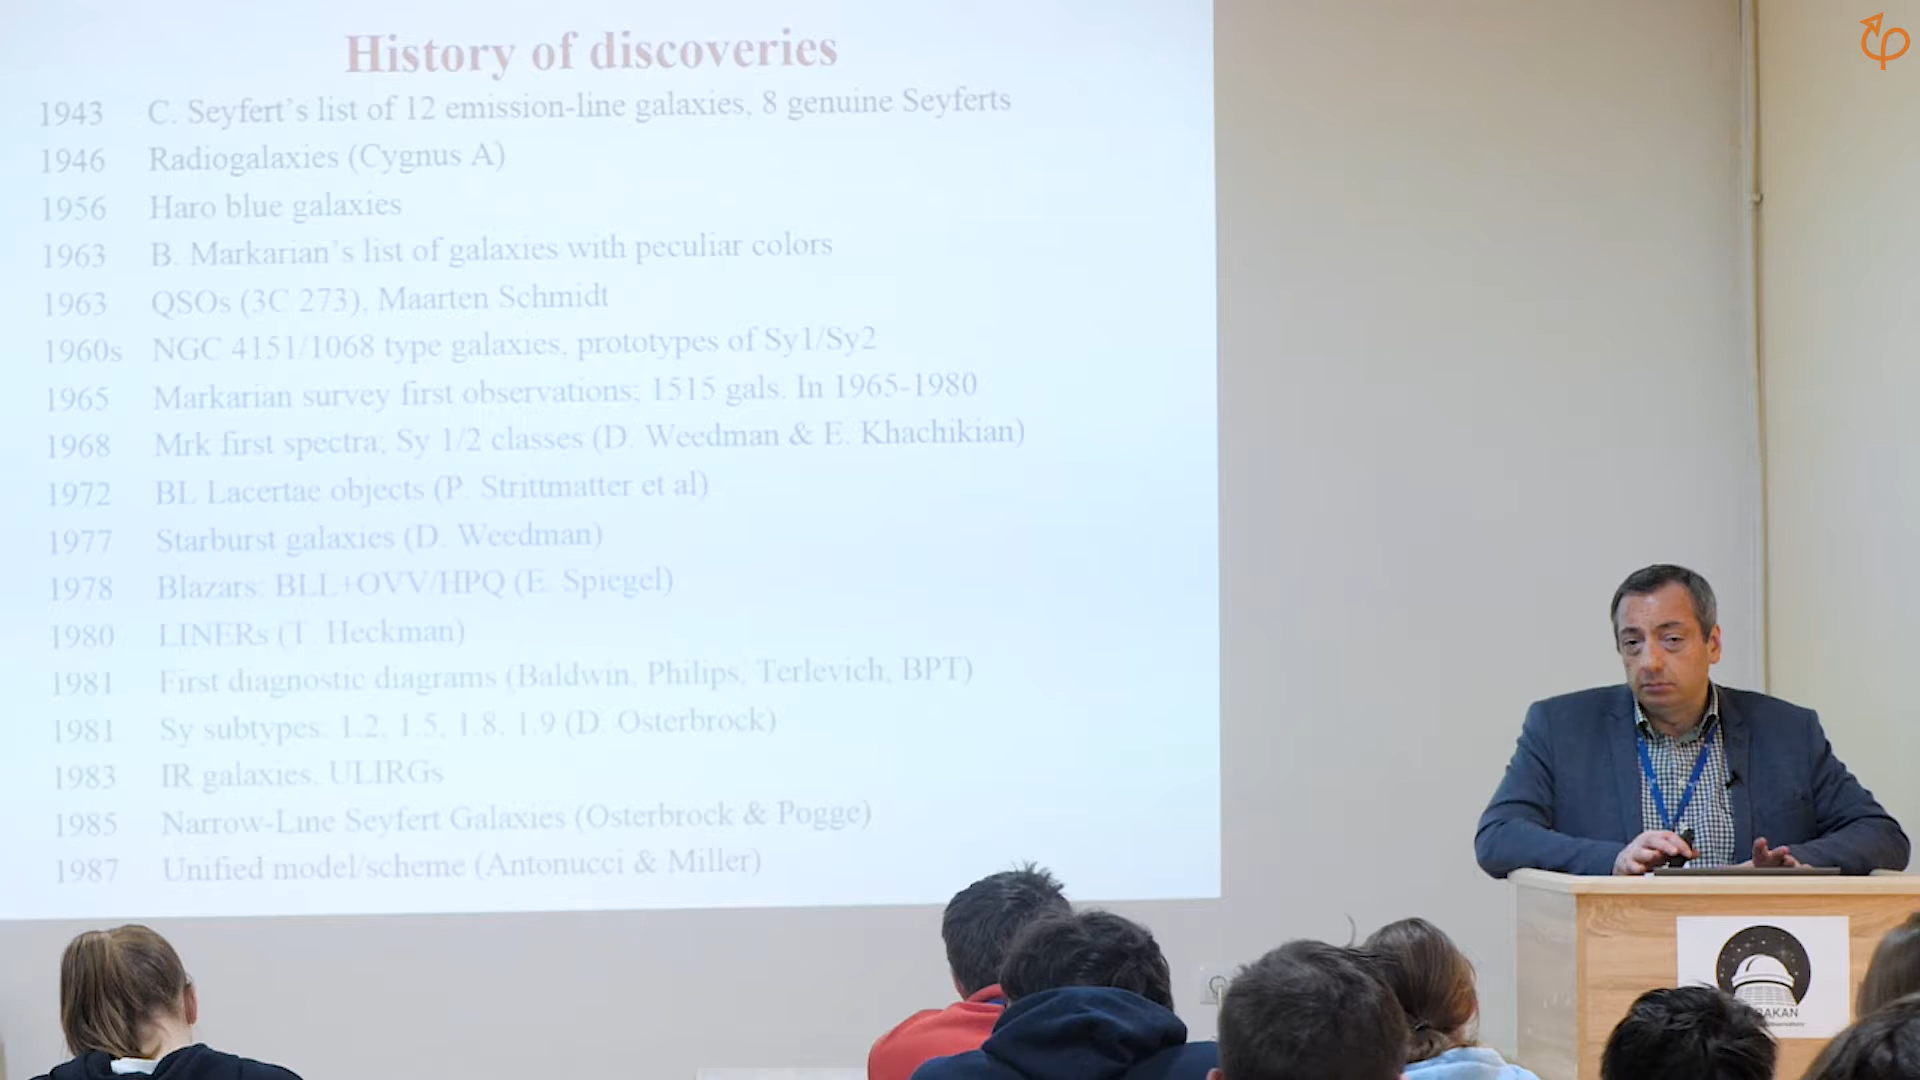 History of discoveries
1943 C. Seyfert's list of 12 emission-line galaxies, 8 genuine Seyferts
1946 Radiogalaxies (Cygnus A)
1956 Haro blue galaxies
1963 B. Markarian's list of galaxies with peculiar colors
1963 QSOs (3C 273), Maarten Schmidt
1960s NGC 4151/1068 type galaxies, prototypes of Sy1/Sy2
1965 Markarian survey first observations; 1515 gals. In 1965-1980
1968 Mrk first spectra; Sy 1/2 classes (D. Weedman & E. Khachikian)
1972 BL Lacertae objects (P. Strittmatter et al)
1977 Starburst galaxies (D. Weedman)
1978 Blazars: BLL+OVV/HPQ (E. Spiegel)
1980 LINERs (T. Heckman)
1981 First diagnostic diagrams (Baldwin, Philips, Terlevich, BPT)
1981 Sy subtypes: 1.2, 1.5, 1.8, 1.9 (D. Osterbrock)
1983 IR galaxies, ULIRGs
1985 Narrow-Line Seyfert Galaxies (Osterbrock & Pogge)
1987 Unified model/scheme (Antonucci & Miller)